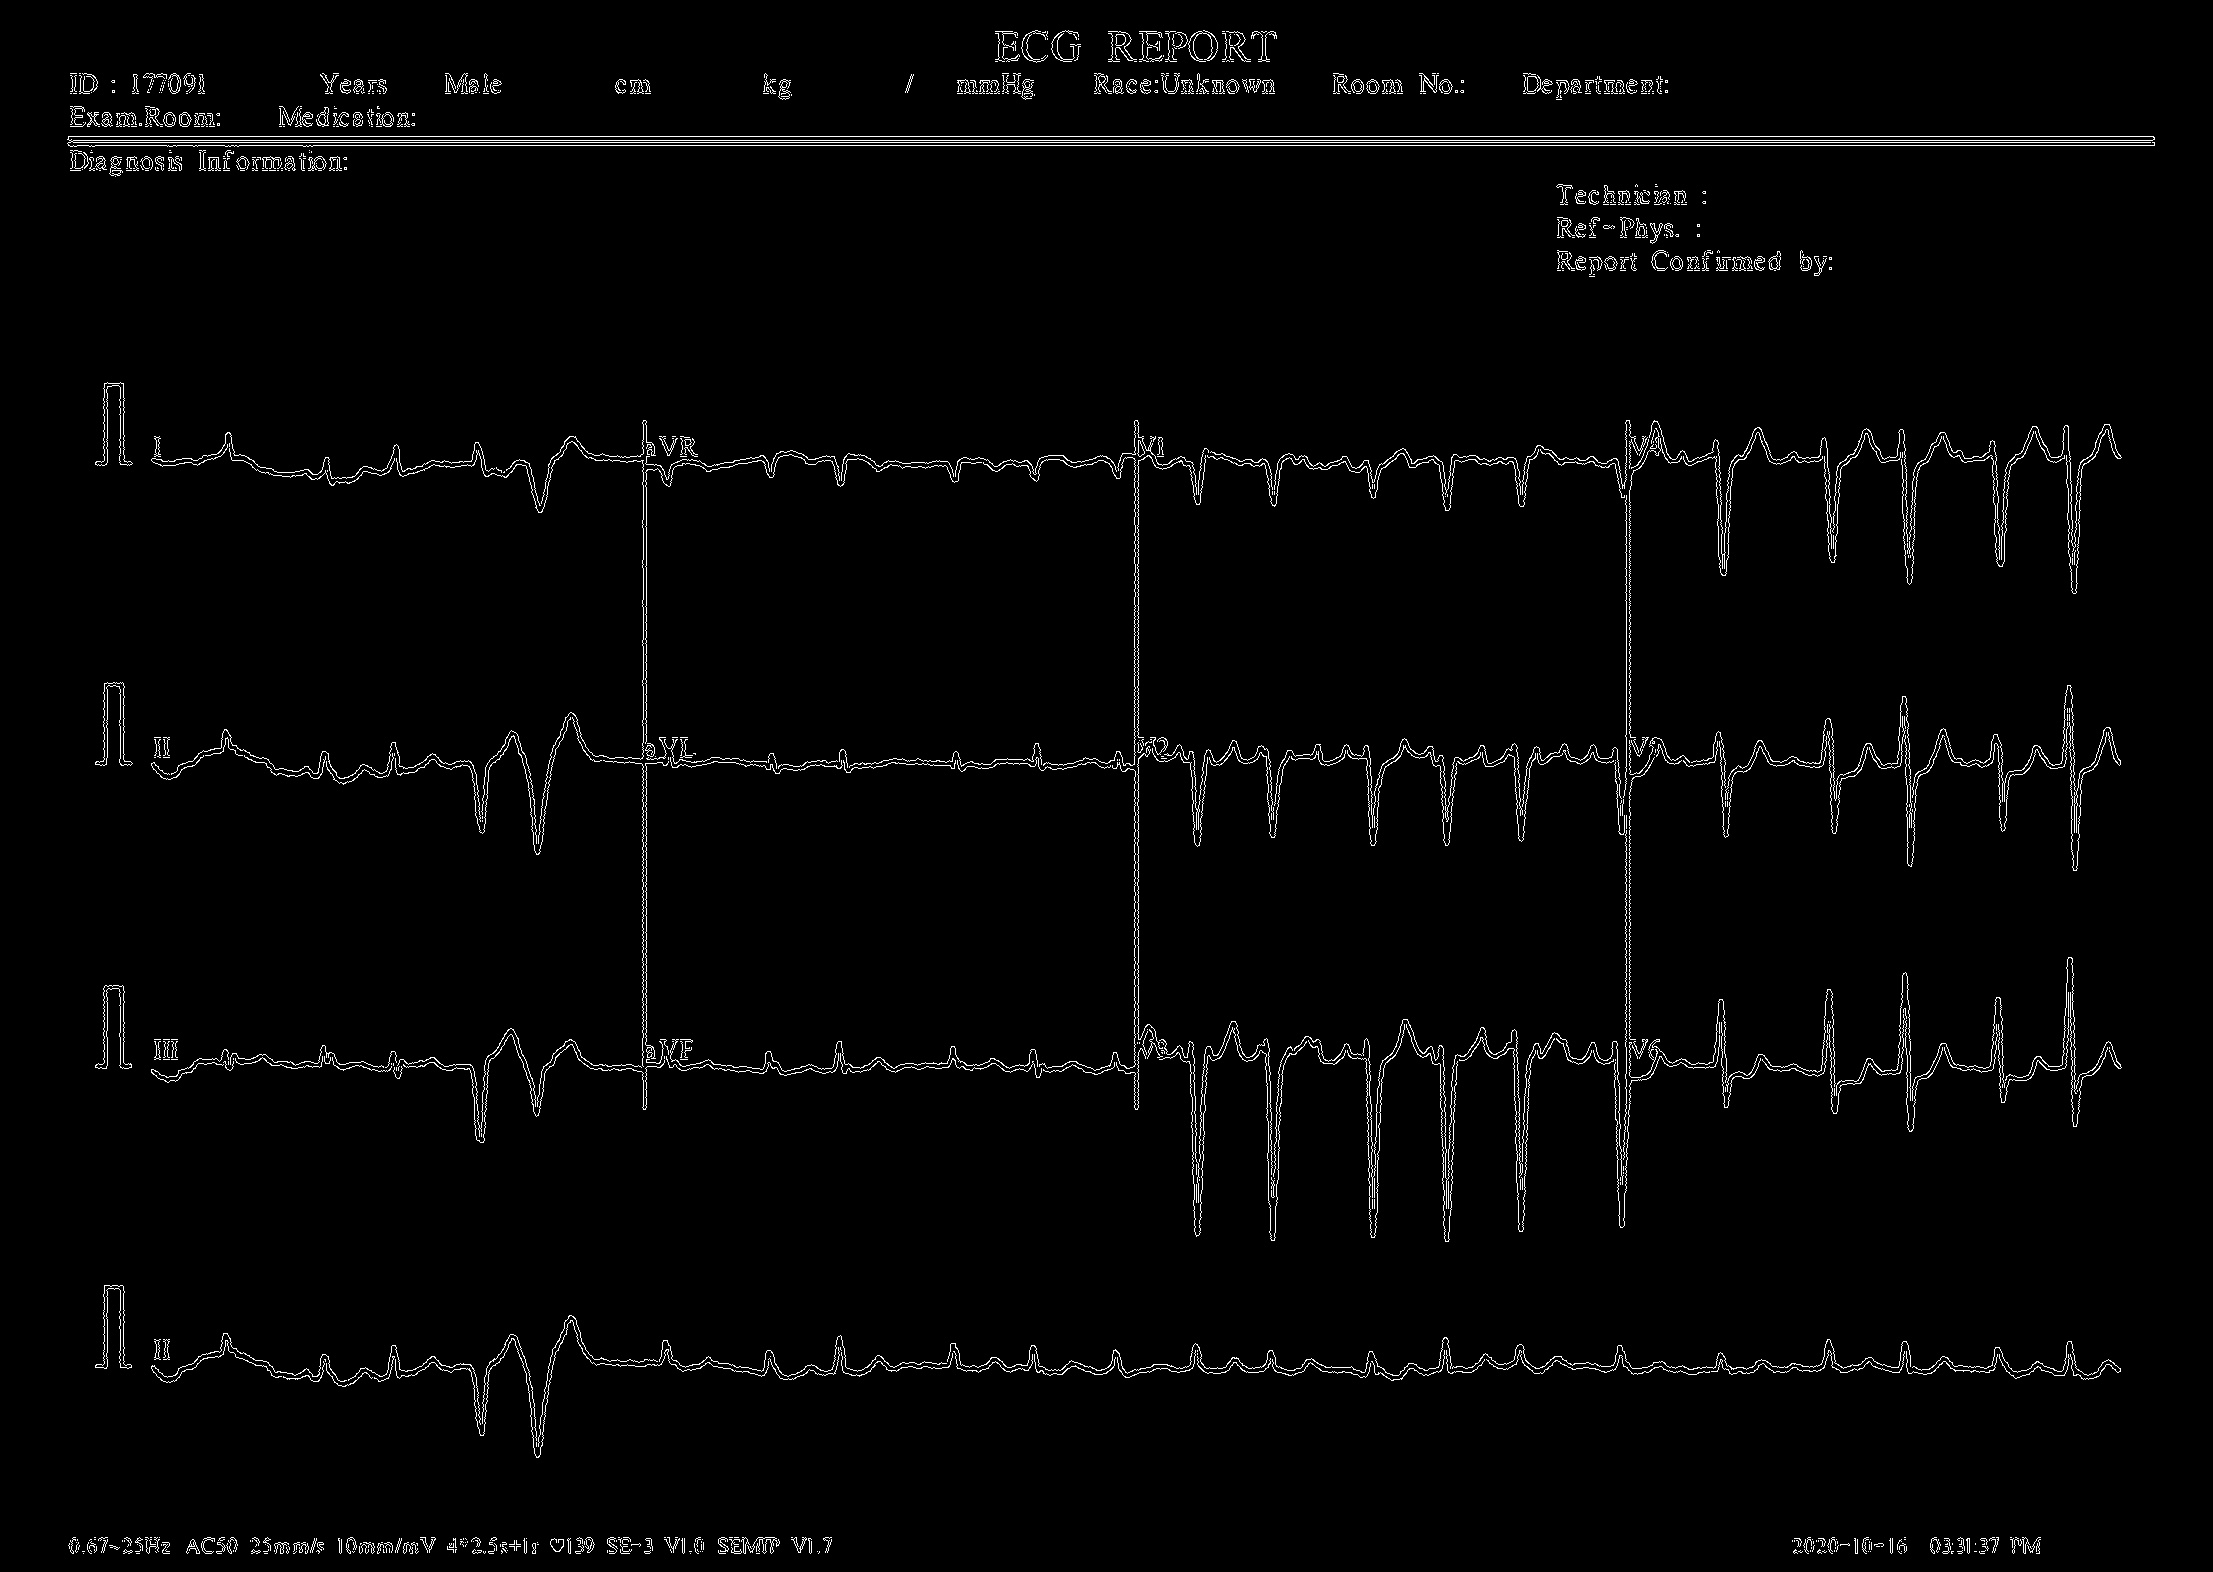 ECG REPORT
ID : 177091 Years Male cm kg / mmHg Race:Unknown Room No.: Department:
Exam.Room: Medication:
Diagnosis Information:
Technician :
Ref-Phys. :
Report Confirmed by:
I aVR V1 V4
II aVL V2 V5
III aVF V3 V6
II
0.67~25Hz AC50 25mm/s 10mm/mV 4*2.5s+1r ♡139 SE-3 V1.0 SEMIP V1.7
2020-10-16 03:31:37 PM